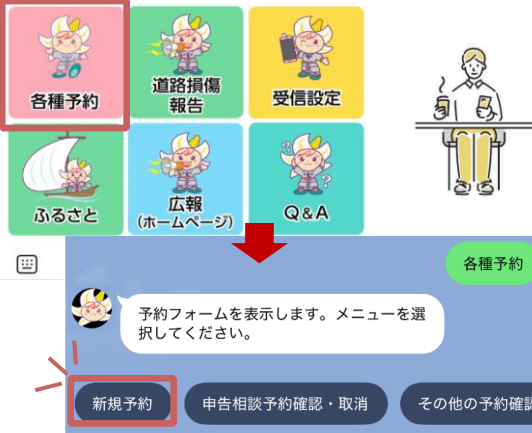 各種予約
道路損傷
報告
受信設定
ふるさと
広報
(ホームページ)
Q&A
各種予約
予約フォームを表示します。メニューを選
択してください。
新規予約
申告相談予約確認・取消
その他の予約確認